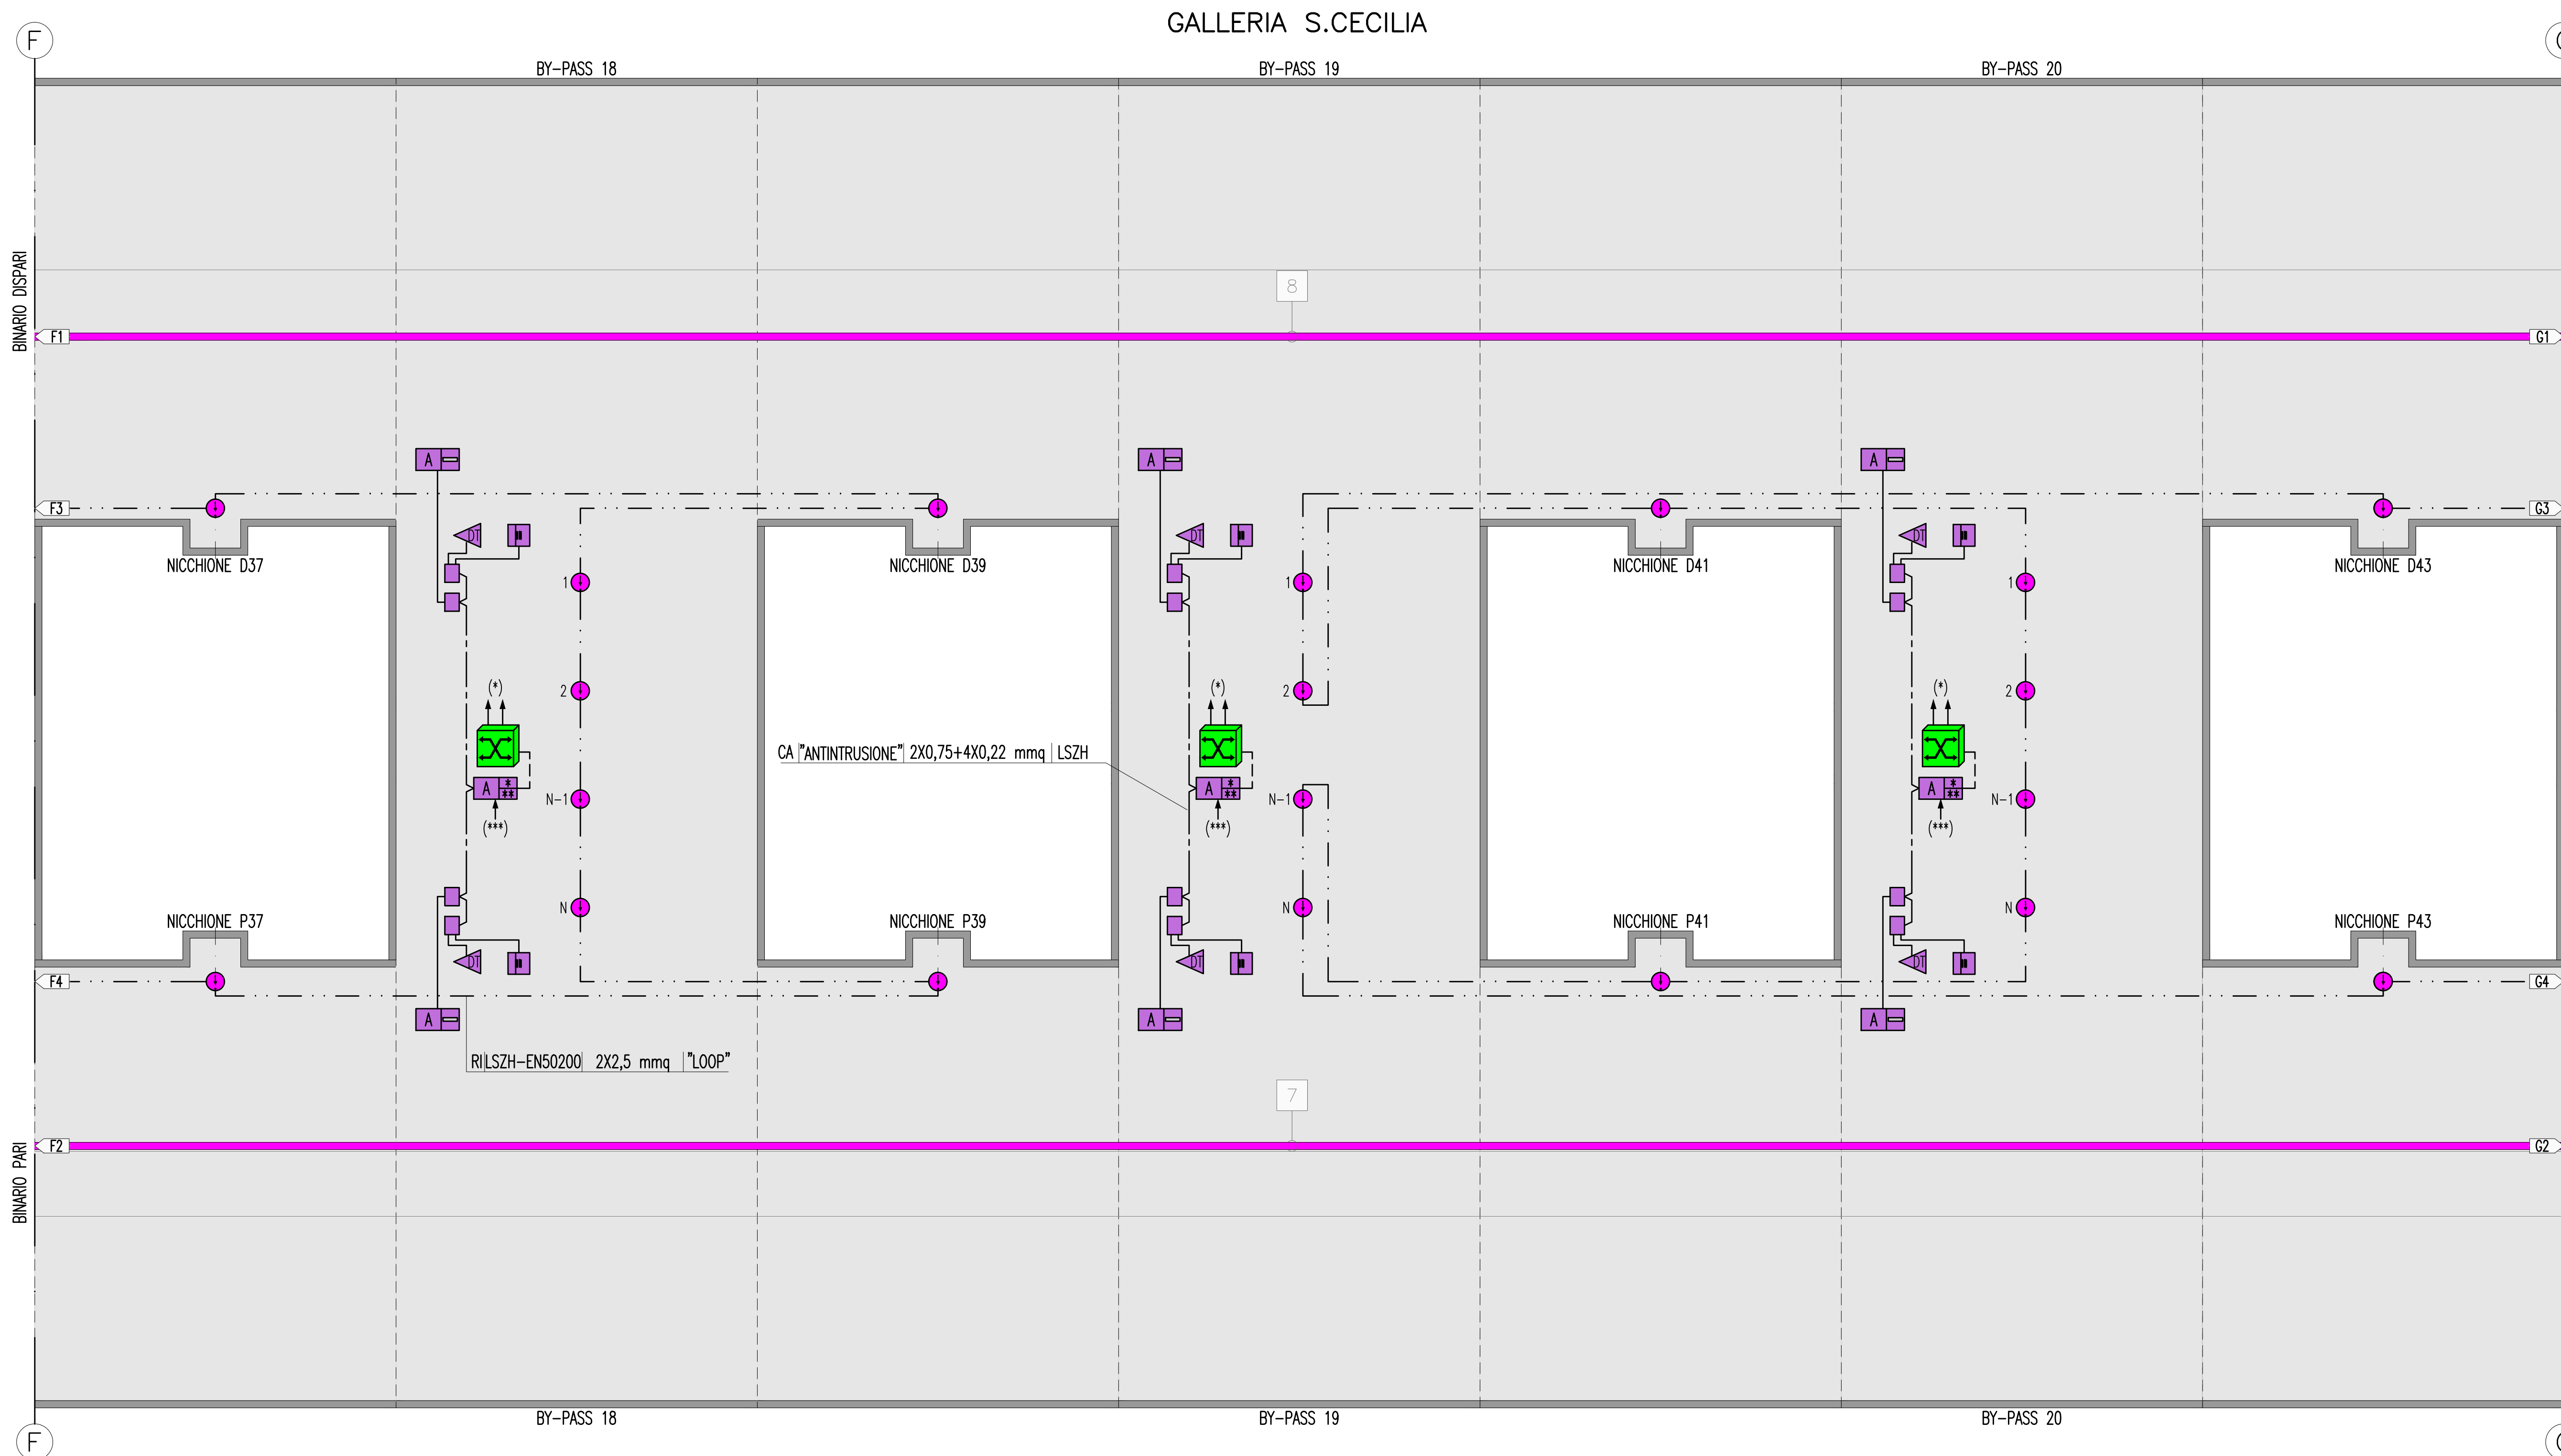 GALLERIA S.CECILIA
F
BY-PASS 18
BY-PASS 19
BY-PASS 20
BINARIO DISPARI
8
F1
G1
A
A
A
F3
G3
DT
DT
DT
NICCHIONE D37
NICCHIONE D39
NICCHIONE D41
NICCHIONE D43
1
1
1
2
2
2
(*)
(*)
(*)
CA "ANTINTRUSIONE" 2X0,75+4X0,22 mmq LSZH
A * **
A * **
A * **
N-1
N-1
N-1
(***)
(***)
(***)
N
N
N
NICCHIONE P37
NICCHIONE P39
NICCHIONE P41
NICCHIONE P43
DT
DT
DT
F4
G4
A
A
A
RI LSZH-EN50200 2X2,5 mmq "LOOP"
7
BINARIO PARI
F2
G2
BY-PASS 18
BY-PASS 19
BY-PASS 20
F